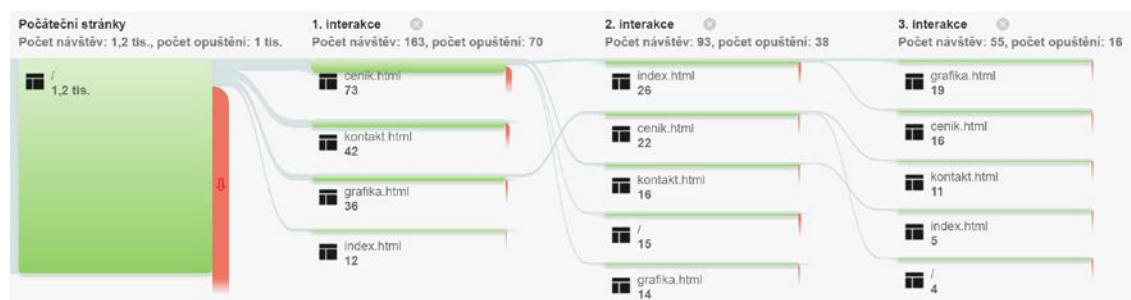 Počáteční stránky
Počet návštěv: 1,2 tis., počet opuštění: 1 tis.
/
1,2 tis.
1. interakce
Počet návštěv: 163, počet opuštění: 70
cenik.html
73
kontakt.html
42
grafika.html
36
index.html
12
2. interakce
Počet návštěv: 93, počet opuštění: 38
index.html
26
cenik.html
22
kontakt.html
16
/
15
grafika.html
14
3. interakce
Počet návštěv: 55, počet opuštění: 16
grafika.html
19
cenik.html
16
kontakt.html
11
index.html
5
/
4